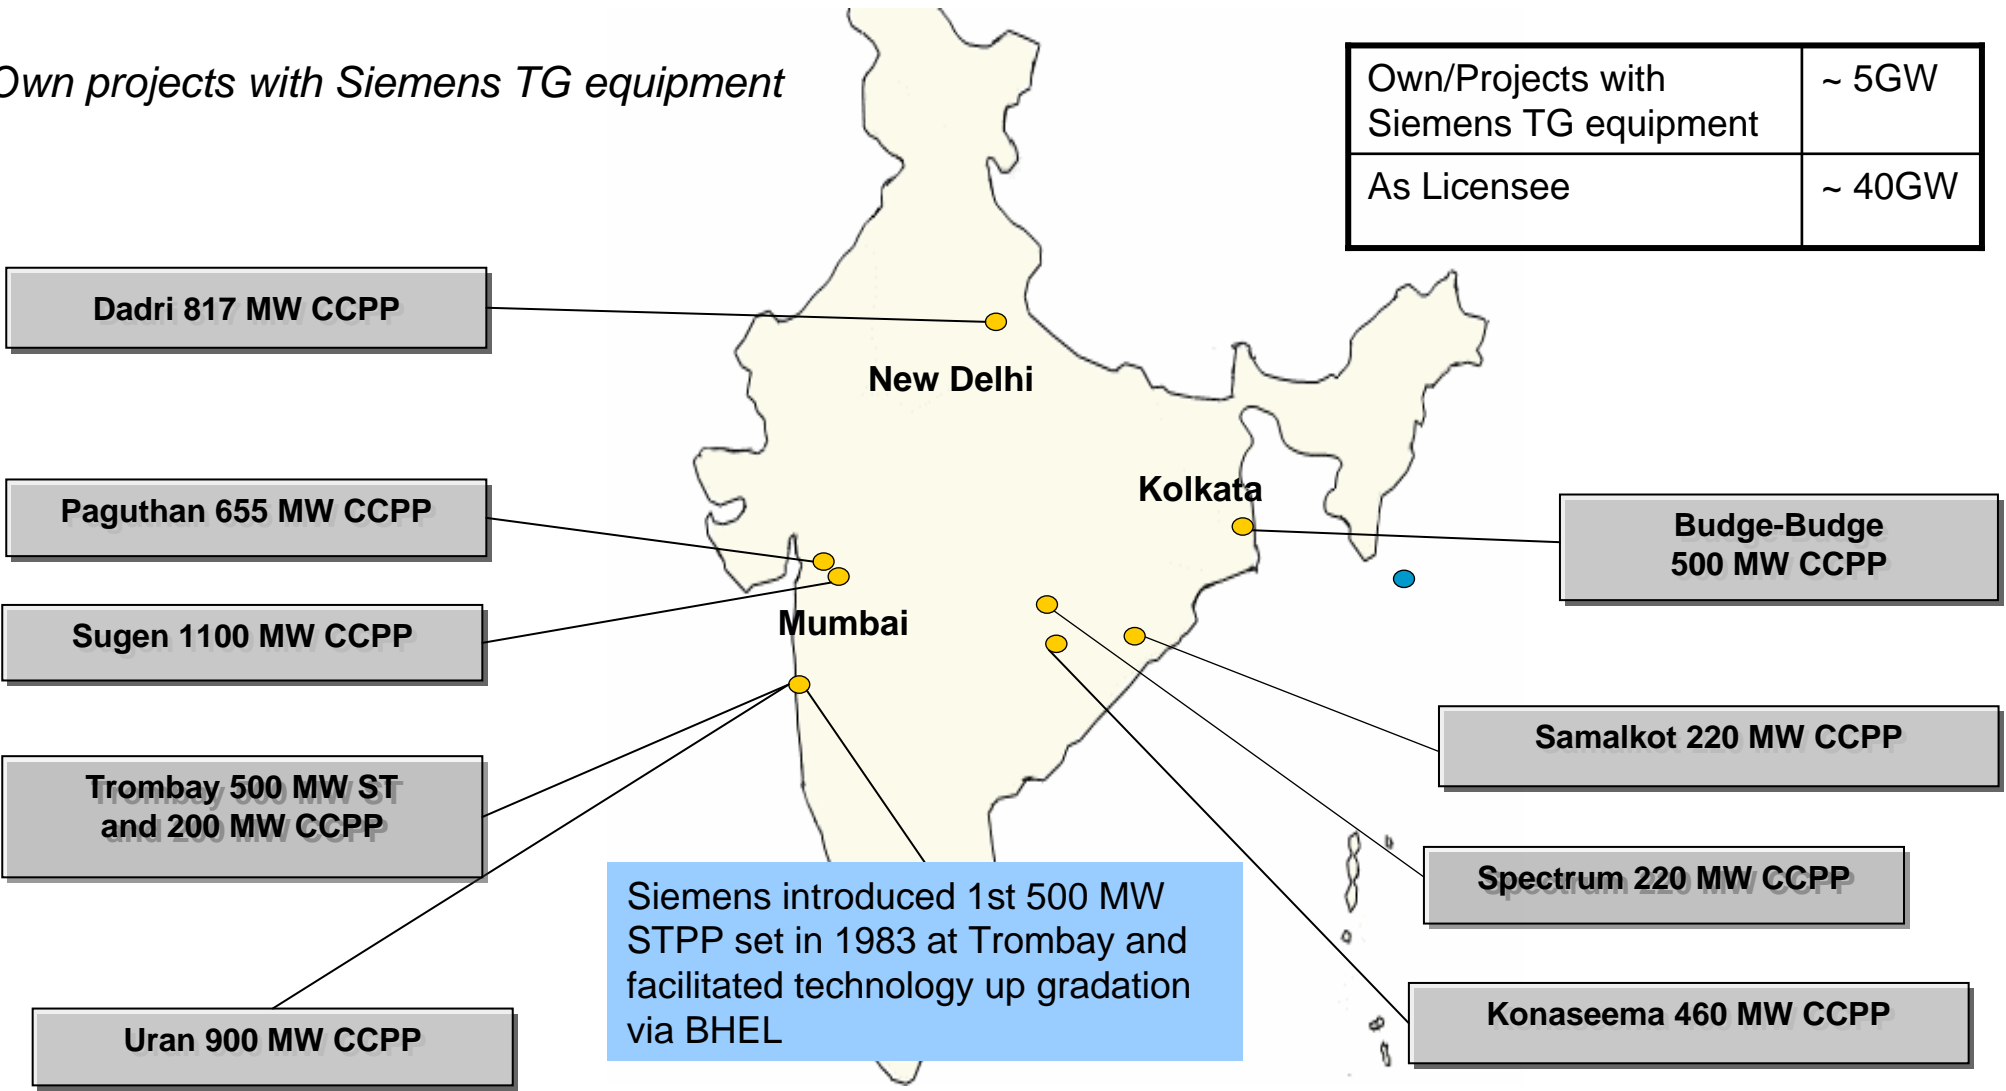 Own projects with Siemens TG equipment
Own/Projects with
Siemens TG equipment
~ 5GW
As Licensee
~ 40GW
Dadri 817 MW CCPP
New Delhi
Paguthan 655 MW CCPP
Kolkata
Budge-Budge
500 MW CCPP
Sugen 1100 MW CCPP
Mumbai
Samalkot 220 MW CCPP
Trombay 500 MW ST
and 200 MW CCPP
Spectrum 220 MW CCPP
Siemens introduced 1st 500 MW
STPP set in 1983 at Trombay and
facilitated technology up gradation
via BHEL
Konaseema 460 MW CCPP
Uran 900 MW CCPP